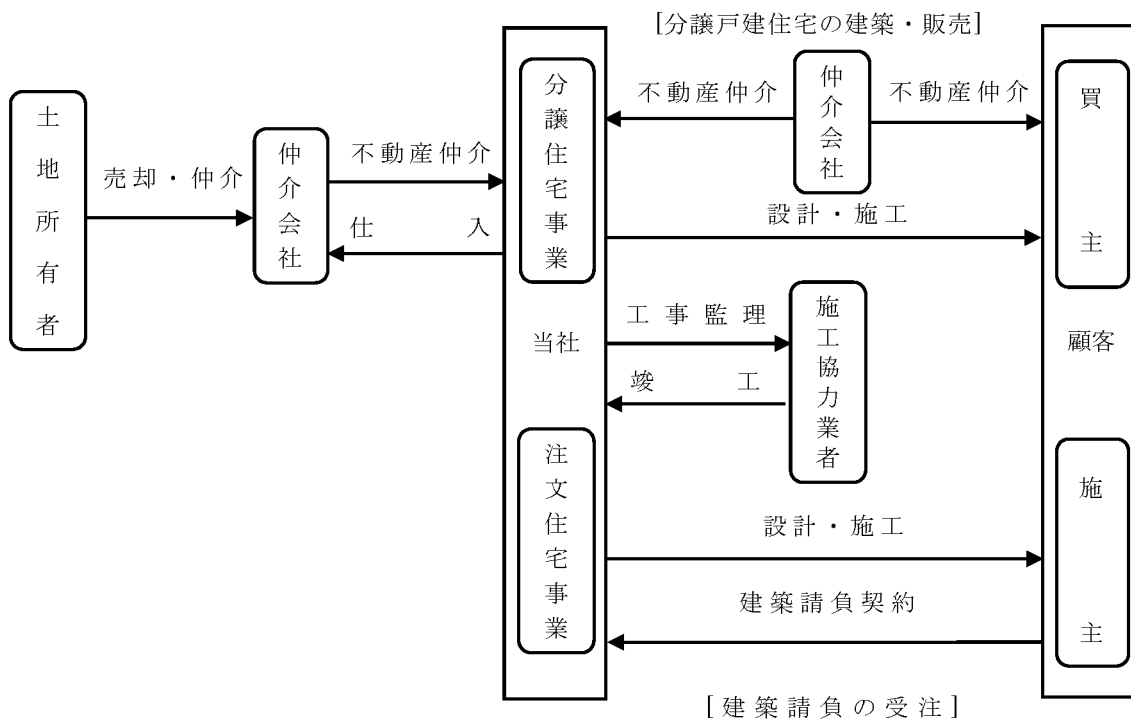 [分譲戸建住宅の建築・販売]
土地所有者
売却・仲介
仲介会社
不動産仲介
仕入
分譲住宅事業
当社
注文住宅事業
不動産仲介
仲介会社
不動産仲介
設計・施工
工事監理
竣工
施工協力業者
設計・施工
建築請負契約
買主
顧客
施主
[建築請負の受注]